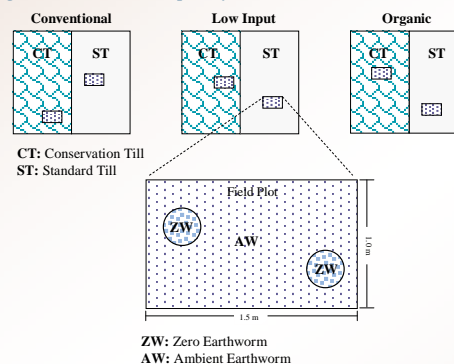 Conventional
Low Input
Organic
CT
ST
CT
ST
CT
ST
CT: Conservation Till
ST: Standard Till
Field Plot
ZW
AW
ZW
1.0 m
1.5 m
ZW: Zero Earthworm
AW: Ambient Earthworm